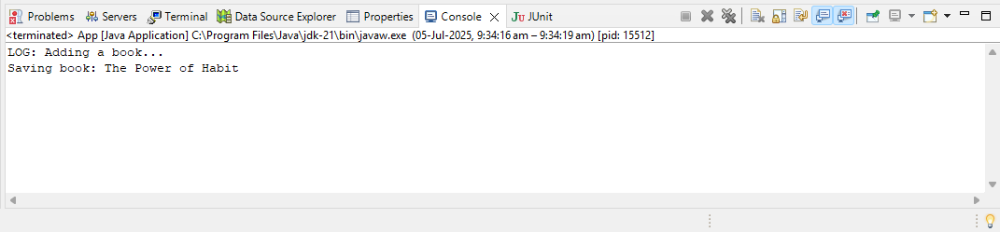 Problems Servers Terminal Data Source Explorer Properties Console JUnit
<terminated> App [Java Application] C:\Program Files\Java\jdk-21\bin\javaw.exe (05-Jul-2025, 9:34:16 am – 9:34:19 am) [pid: 15512]
LOG: Adding a book...
Saving book: The Power of Habit